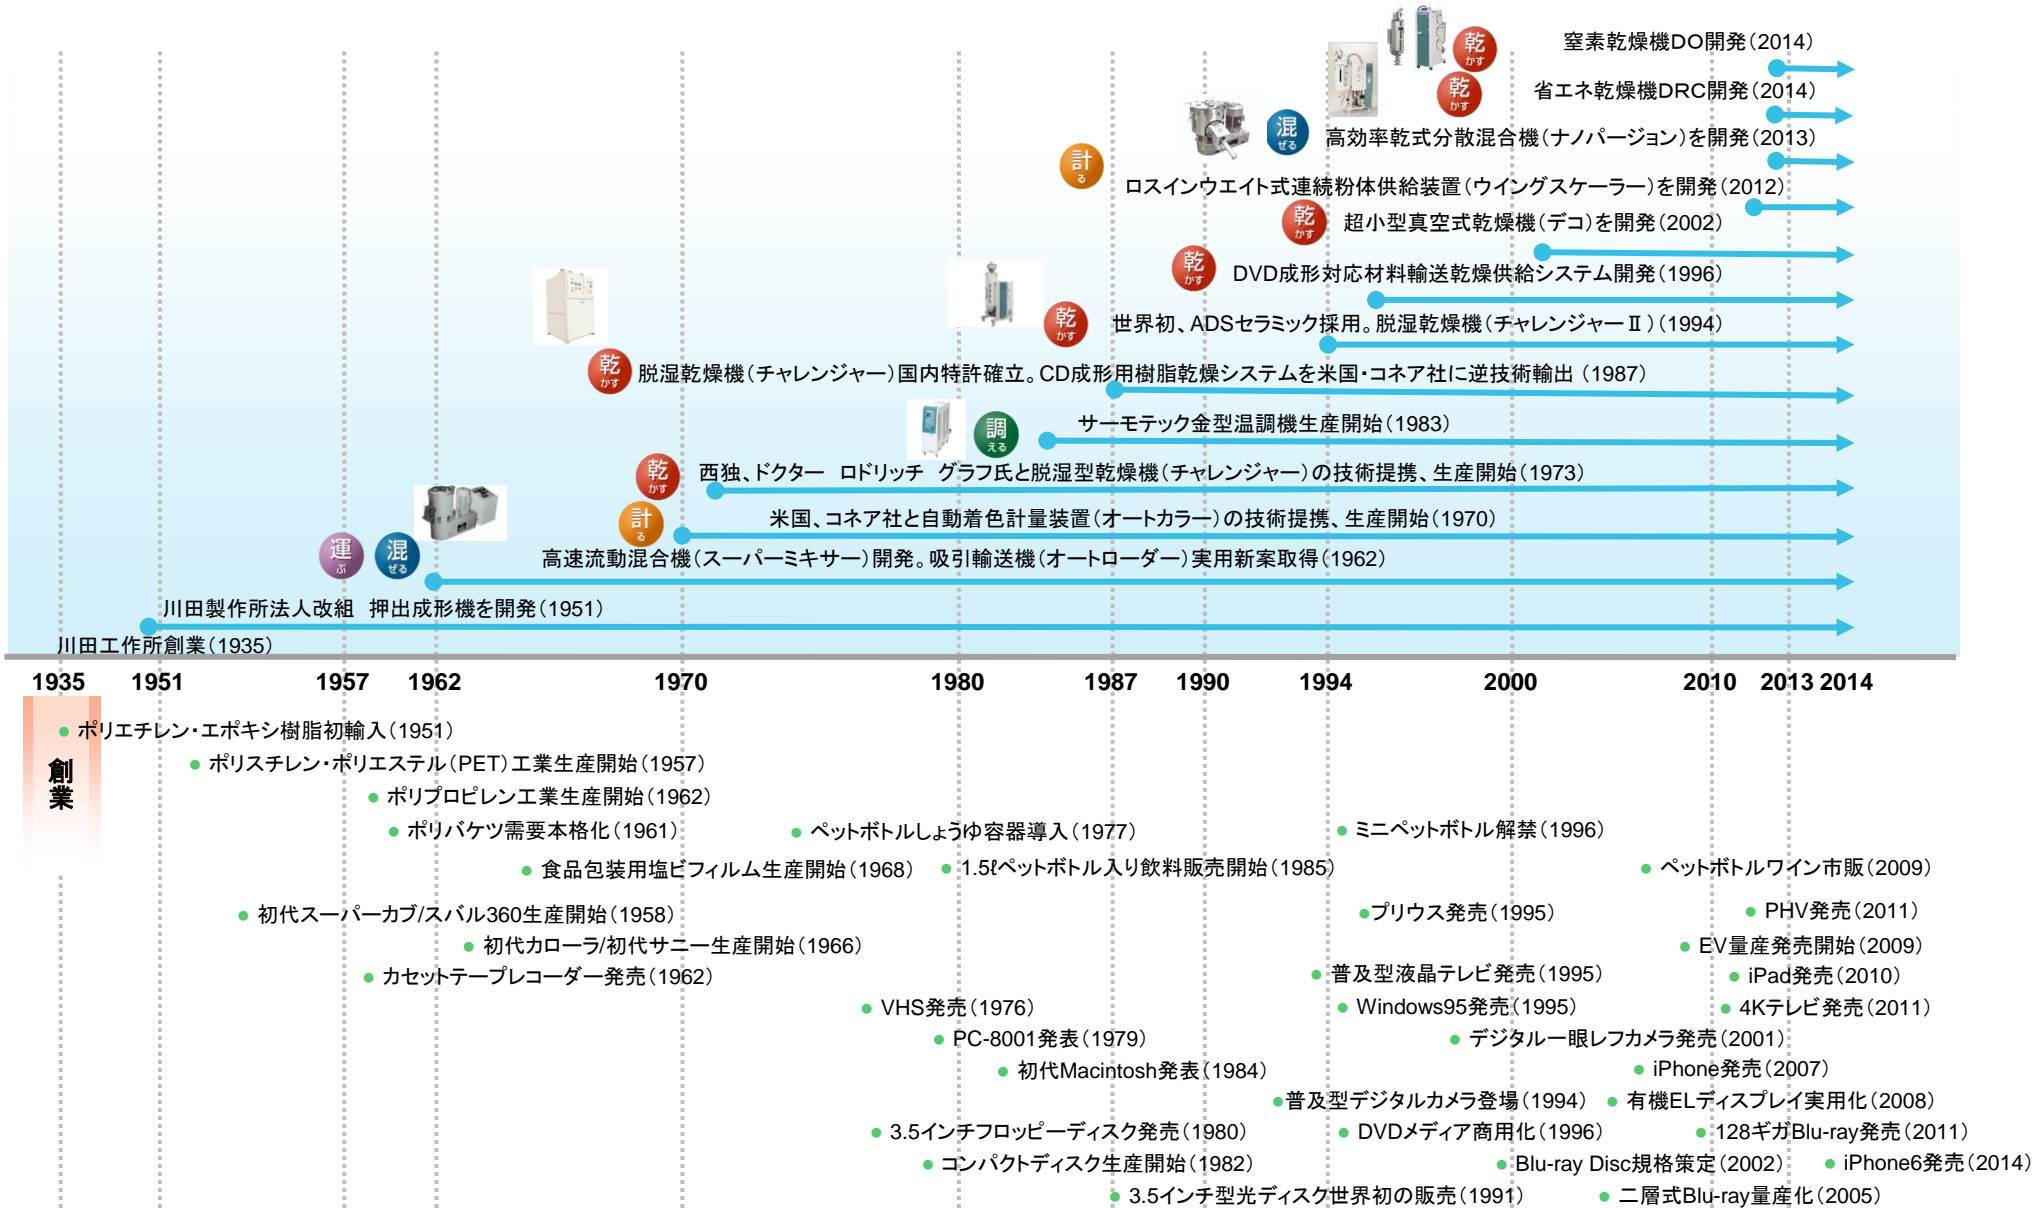 窒素乾燥機DO開発(2014)
乾かす
省エネ乾燥機DRC開発(2014)
乾かす
高効率乾式分散混合機(ナノパージョン)を開発(2013)
混ぜる
計る
ロスインウエイト式連続粉体供給装置(ウイングスケーラー)を開発(2012)
乾かす
超小型真空式乾燥機(デコ)を開発(2002)
乾かす
DVD成形対応材料輸送乾燥供給システム開発(1996)
乾かす
世界初、ADSセラミック採用。脱湿乾燥機(チャレンジャーⅡ)(1994)
乾かす
脱湿乾燥機(チャレンジャー)国内特許確立。CD成形用樹脂乾燥システムを米国・コネア社に逆技術輸出(1987)
調える
サーモテック金型温調機生産開始(1983)
乾かす
西独、ドクター ロドリッチ グラフ氏と脱湿型乾燥機(チャレンジャー)の技術提携、生産開始(1973)
計る
米国、コネア社と自動着色計量装置(オートカラー)の技術提携、生産開始(1970)
運ぶ
混ぜる
高速流動混合機(スーパーミキサー)開発。吸引輸送機(オートローダー)実用新案取得(1962)
川田製作所法人改組 押出成形機を開発(1951)
川田工作所創業(1935)
1935 1951 1957 1962 1970 1980 1987 1990 1994 2000 2010 2013 2014
創業
ポリエチレン・エポキシ樹脂初輸入(1951)
ポリスチレン・ポリエステル(PET)工業生産開始(1957)
ポリプロピレン工業生産開始(1962)
ポリバケツ需要本格化(1961)
ペットボトルしょうゆ容器導入(1977)
ミニペットボトル解禁(1996)
食品包装用塩ビフィルム生産開始(1968)
1.5ℓペットボトル入り飲料販売開始(1985)
ペットボトルワイン市販(2009)
初代スーパーカブ/スバル360生産開始(1958)
プリウス発売(1995)
PHV発売(2011)
初代カローラ/初代サニー生産開始(1966)
EV量産発売開始(2009)
カセットテープレコーダー発売(1962)
普及型液晶テレビ発売(1995)
iPad発売(2010)
VHS発売(1976)
Windows95発売(1995)
4Kテレビ発売(2011)
PC-8001発表(1979)
デジタル一眼レフカメラ発売(2001)
初代Macintosh発表(1984)
iPhone発売(2007)
普及型デジタルカメラ登場(1994)
有機ELディスプレイ実用化(2008)
3.5インチフロッピーディスク発売(1980)
DVDメディア商用化(1996)
128ギガBlu-ray発売(2011)
コンパクトディスク生産開始(1982)
Blu-ray Disc規格策定(2002)
iPhone6発売(2014)
3.5インチ型光ディスク世界初の販売(1991)
二層式Blu-ray量産化(2005)